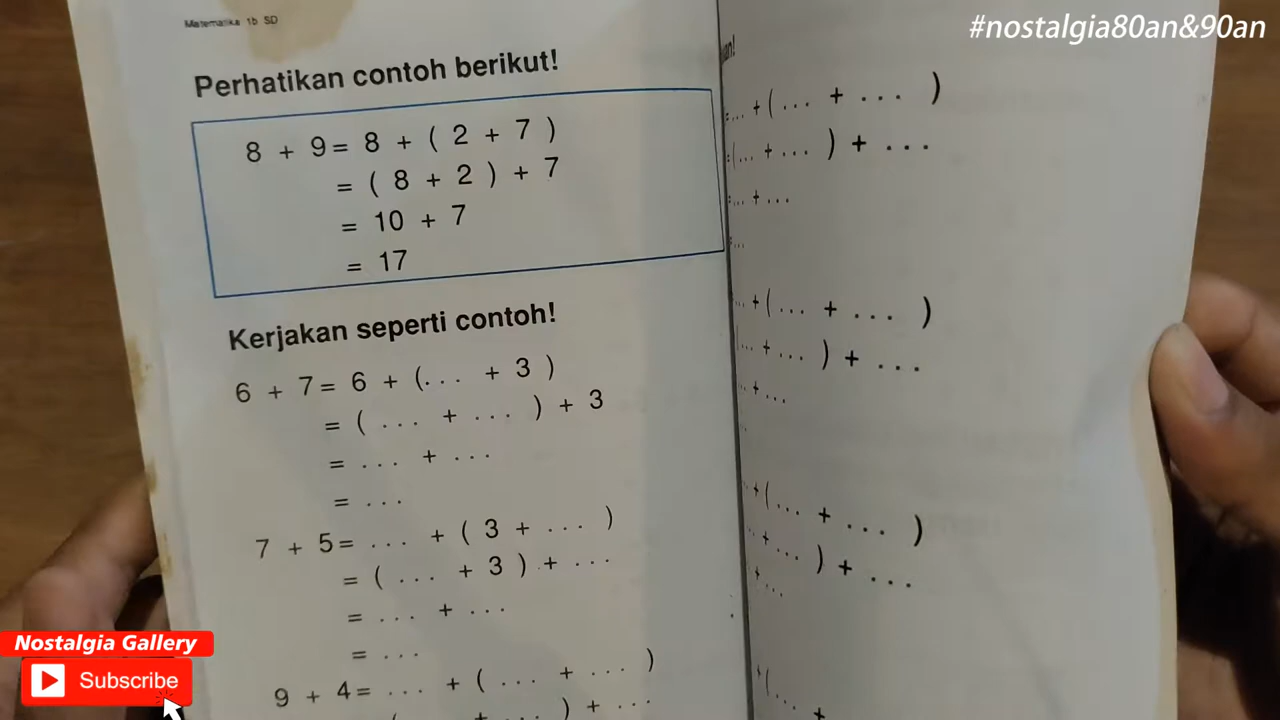 #nostalgia80an&90an
Matematika 1b SD
Perhatikan contoh berikut!
8 + 9 = 8 + ( 2 + 7 )
= ( 8 + 2 ) + 7
= 10 + 7
= 17
Kerjakan seperti contoh!
6 + 7 = 6 + (... + 3 )
= ( ... + ... ) + 3
= ... + ...
= ...
7 + 5 = ... + ( 3 + ... )
= ( ... + 3 ) + ...
= ... + ...
= ...
9 + 4 = ... + ( ... + ... )
( ... + ... ) + ...
... + (... + ... )
(... + ... ) + ...
... + ...
...
... + (... + ... )
... + ... ) + ...
... + ...
+ (... + ... )
... + ... ) + ...
+ ...
(... +
Nostalgia Gallery
Subscribe